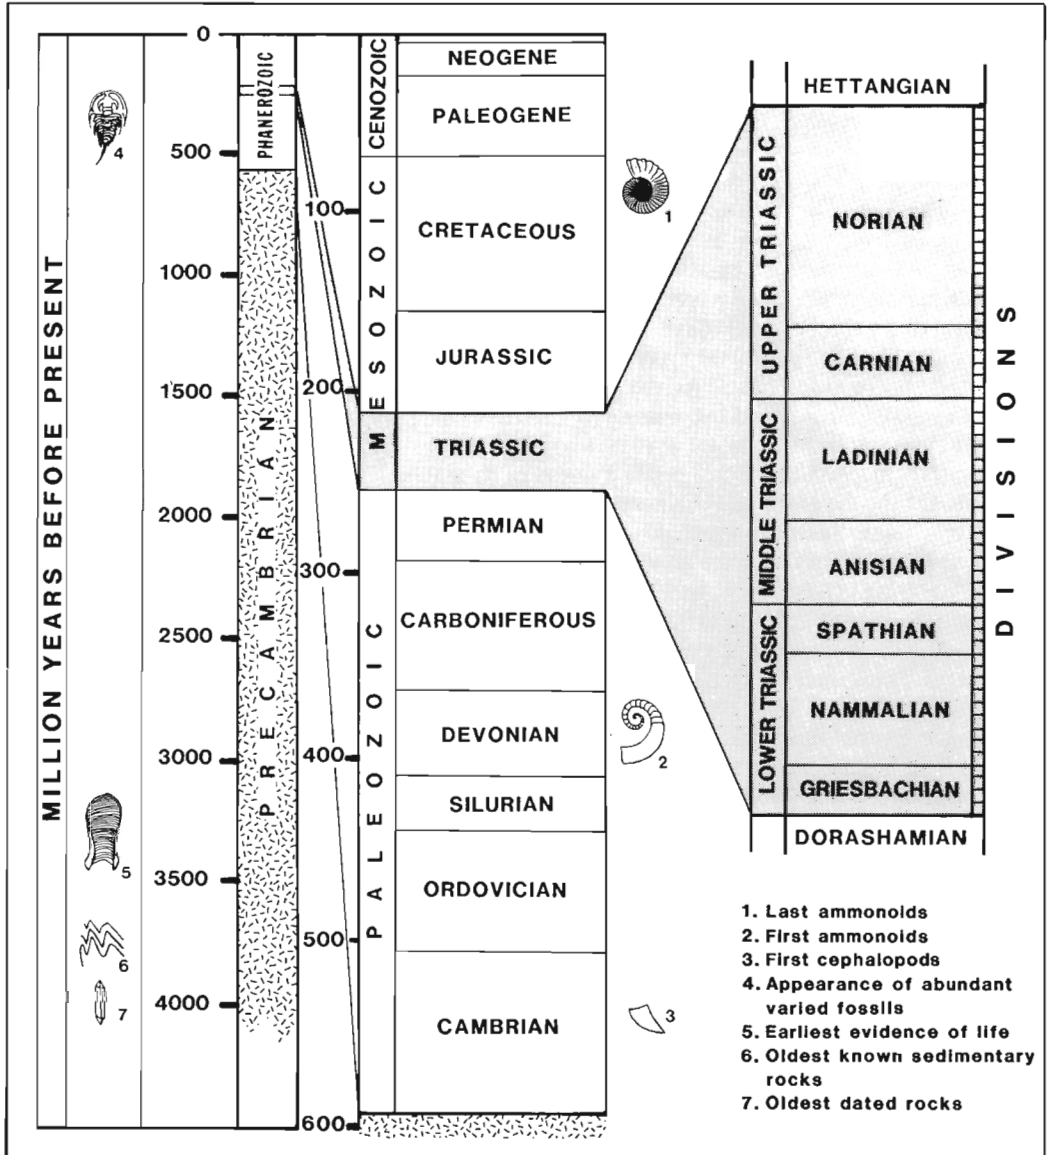 MILLION YEARS BEFORE PRESENT
4
5
6
7
0
500
1000
1500
2000
2500
3000
3500
4000
PHANEROZOIC
PRECAMBRIAN
100
200
300
400
500
600
CENOZOIC
MESOZOIC
PALEOZOIC
NEOGENE
PALEOGENE
CRETACEOUS
JURASSIC
TRIASSIC
PERMIAN
CARBONIFEROUS
DEVONIAN
SILURIAN
ORDOVICIAN
CAMBRIAN
1
2
3
UPPER TRIASSIC
MIDDLE TRIASSIC
LOWER TRIASSIC
HETTANGIAN
NORIAN
CARNIAN
LADINIAN
ANISIAN
SPATHIAN
NAMMALIAN
GRIESBACHIAN
DORASHAMIAN
DIVISIONS
1. Last ammonoids
2. First ammonoids
3. First cephalopods
4. Appearance of abundant
varied fossils
5. Earliest evidence of life
6. Oldest known sedimentary
rocks
7. Oldest dated rocks